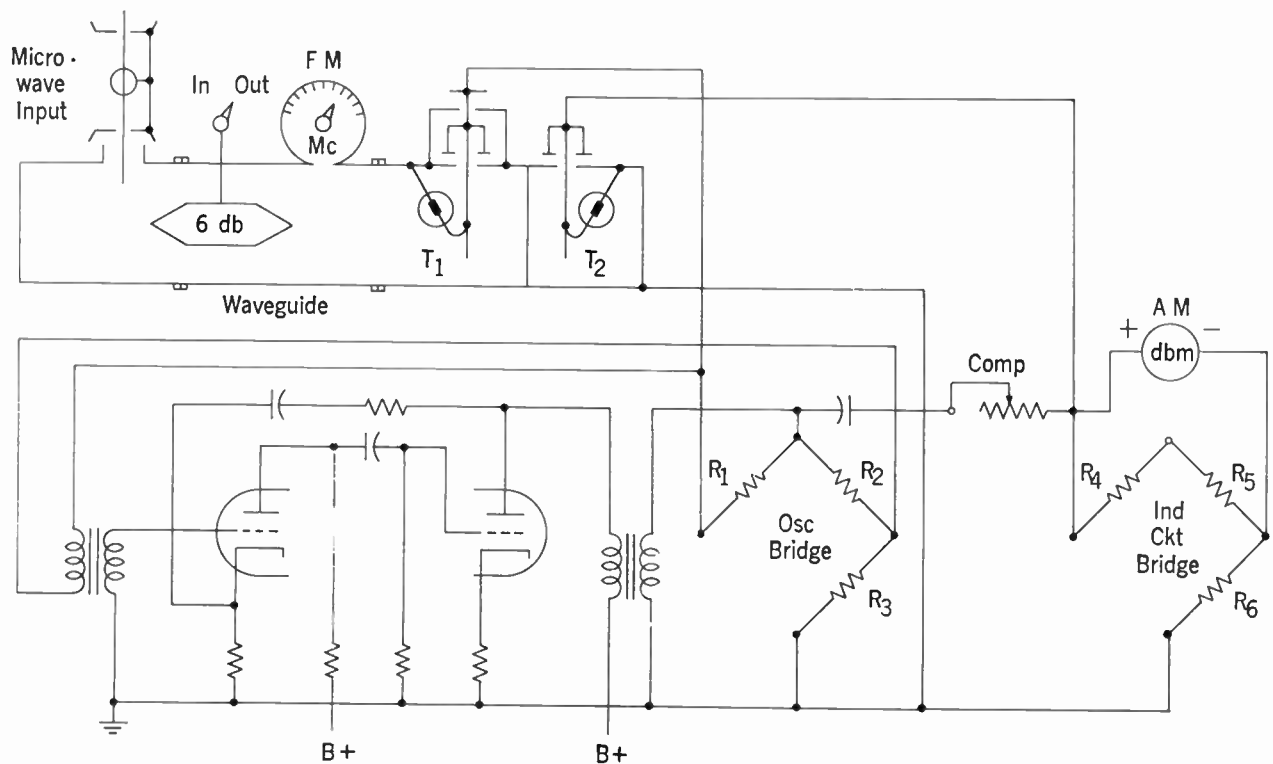 Micro·
wave
Input
In Out
F M
Mc
6 db
T1
T2
Waveguide
A M
+ −
dbm
Comp
R1
R2
Osc
Bridge
R3
R4
R5
Ind
Ckt
Bridge
R6
B+
B+